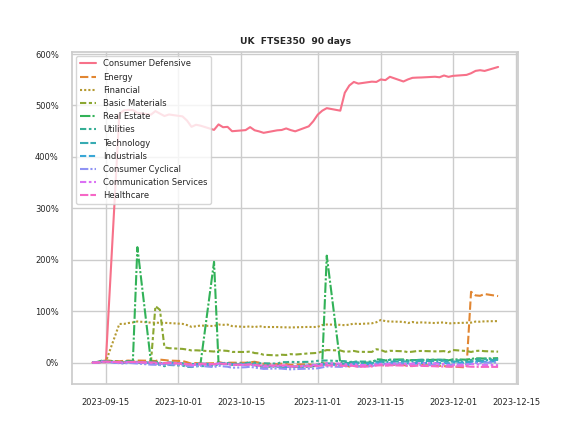 UK FTSE350 90 days
600%
500%
400%
300%
200%
100%
0%
Consumer Defensive
Energy
Financial
Basic Materials
Real Estate
Utilities
Technology
Industrials
Consumer Cyclical
Communication Services
Healthcare
2023-09-15 2023-10-01 2023-10-15 2023-11-01 2023-11-15 2023-12-01 2023-12-15